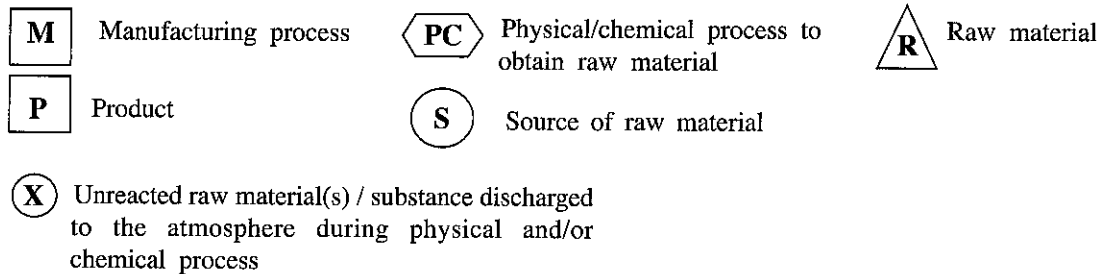 M Manufacturing process
PC Physical/chemical process to
obtain raw material
R Raw material
P Product
S Source of raw material
X Unreacted raw material(s) / substance discharged
to the atmosphere during physical and/or
chemical process